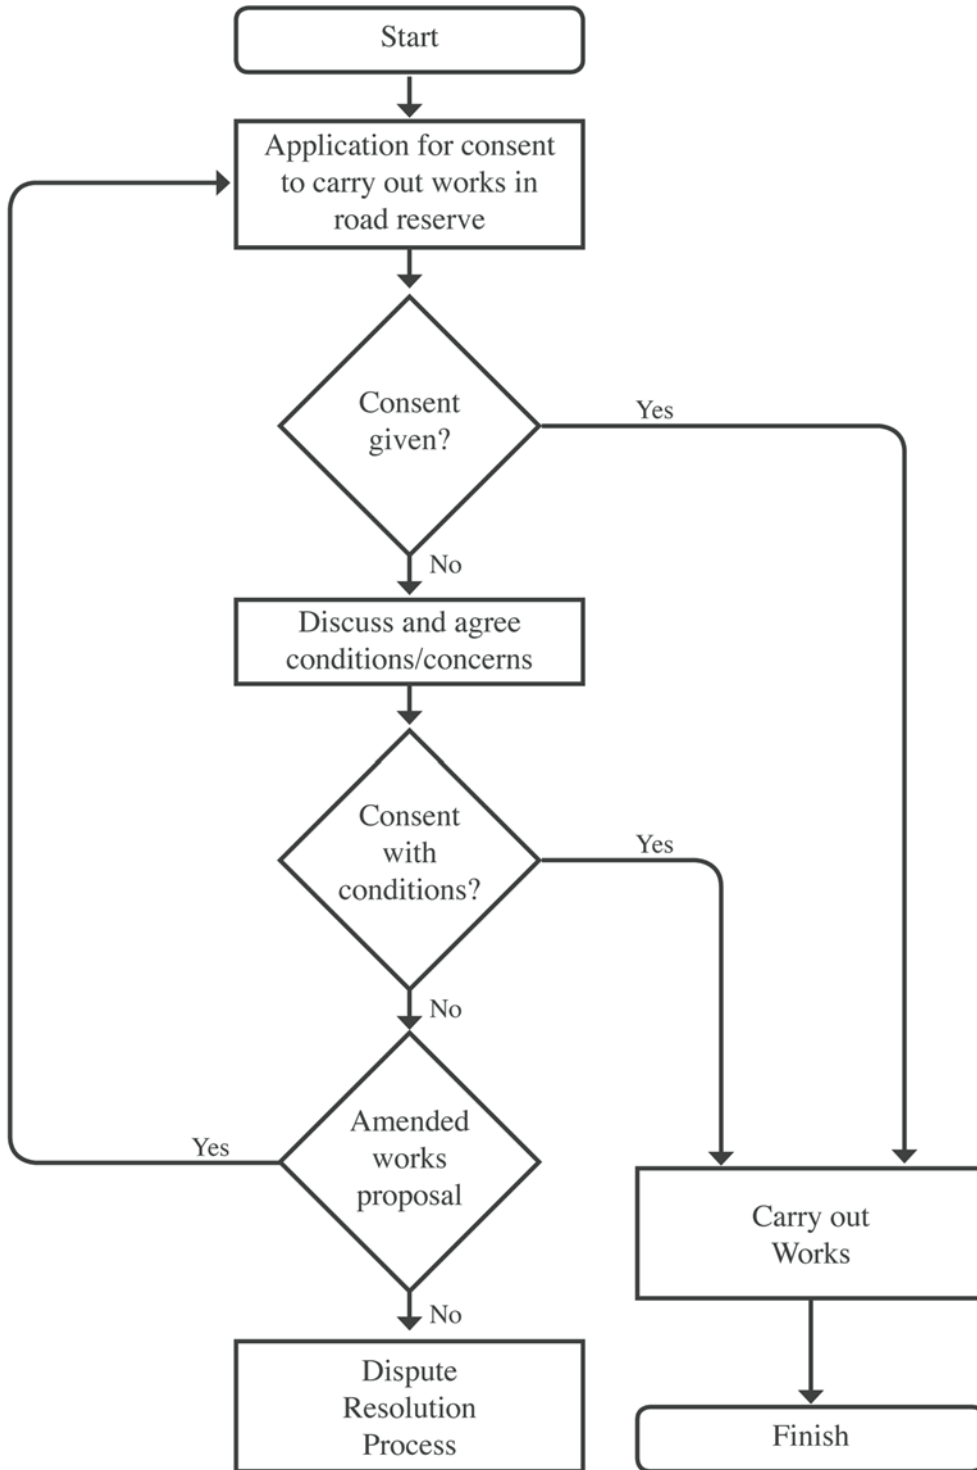 Start
Application for consent
to carry out works in
road reserve
Consent
given?
Yes
No
Discuss and agree
conditions/concerns
Consent
with
conditions?
Yes
No
Amended
works
proposal
Yes
No
Carry out
Works
Dispute
Resolution
Process
Finish